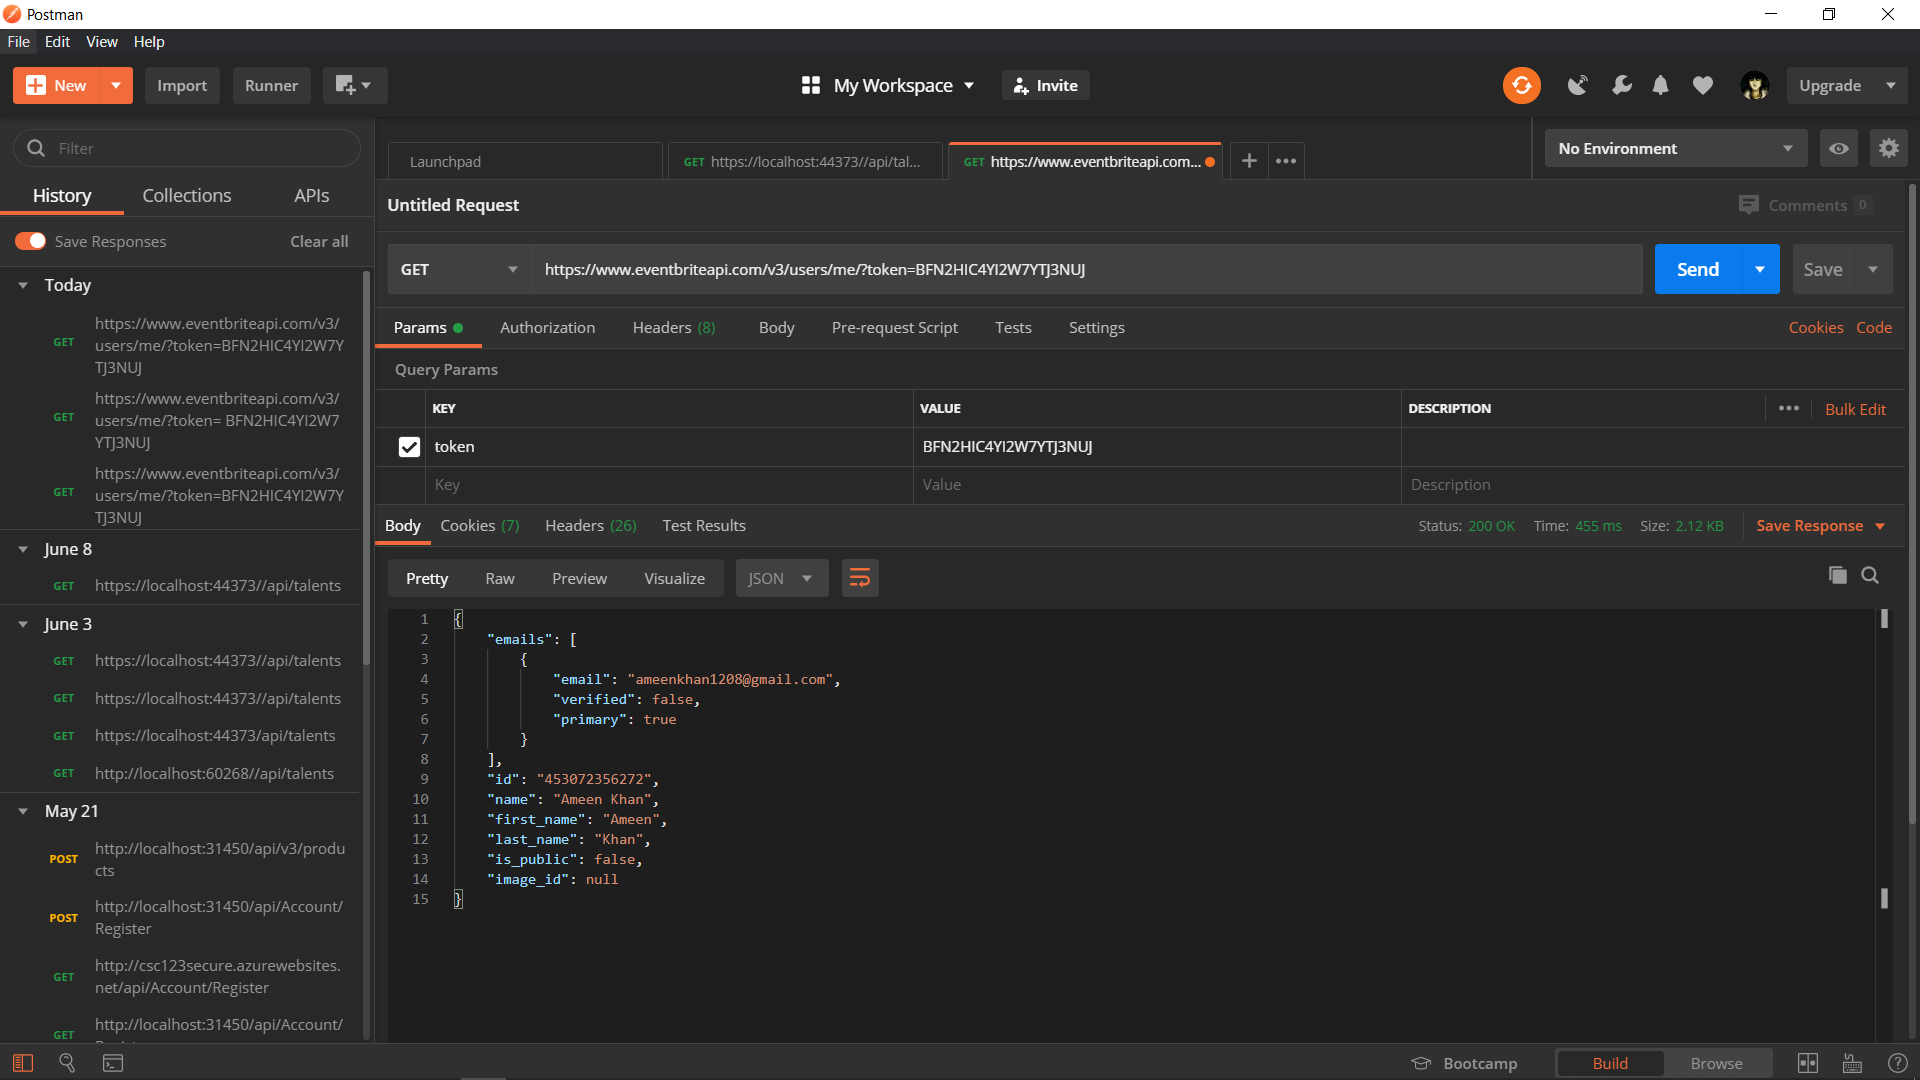 Postman
File Edit View Help
New Import Runner My Workspace Invite Upgrade
Filter
History Collections APIs
Save Responses Clear all
Today
GET https://www.eventbriteapi.com/v3/
users/me/?token=BFN2HIC4YI2W7Y
TJ3NUJ
GET https://www.eventbriteapi.com/v3/
users/me/?token= BFN2HIC4YI2W7
YTJ3NUJ
GET https://www.eventbriteapi.com/v3/
users/me/?token=BFN2HIC4YI2W7Y
TJ3NUJ
June 8
GET https://localhost:44373//api/talents
June 3
GET https://localhost:44373//api/talents
GET https://localhost:44373//api/talents
GET https://localhost:44373/api/talents
GET http://localhost:60268//api/talents
May 21
POST http://localhost:31450/api/v3/produ
cts
POST http://localhost:31450/api/Account/
Register
GET http://csc123secure.azurewebsites.
net/api/Account/Register
GET http://localhost:31450/api/Account/
Launchpad GET https://localhost:44373//api/tal... GET https://www.eventbriteapi.com... No Environment
Untitled Request Comments 0
GET https://www.eventbriteapi.com/v3/users/me/?token=BFN2HIC4YI2W7YTJ3NUJ Send Save
Params Authorization Headers (8) Body Pre-request Script Tests Settings Cookies Code
Query Params
KEY VALUE DESCRIPTION Bulk Edit
token BFN2HIC4YI2W7YTJ3NUJ
Key Value Description
Body Cookies (7) Headers (26) Test Results Status: 200 OK Time: 455 ms Size: 2.12 KB Save Response
Pretty Raw Preview Visualize JSON
1 {
2 "emails": [
3 {
4 "email": "ameenkhan1208@gmail.com",
5 "verified": false,
6 "primary": true
7 }
8 ],
9 "id": "453072356272",
10 "name": "Ameen Khan",
11 "first_name": "Ameen",
12 "last_name": "Khan",
13 "is_public": false,
14 "image_id": null
15 }
Bootcamp Build Browse